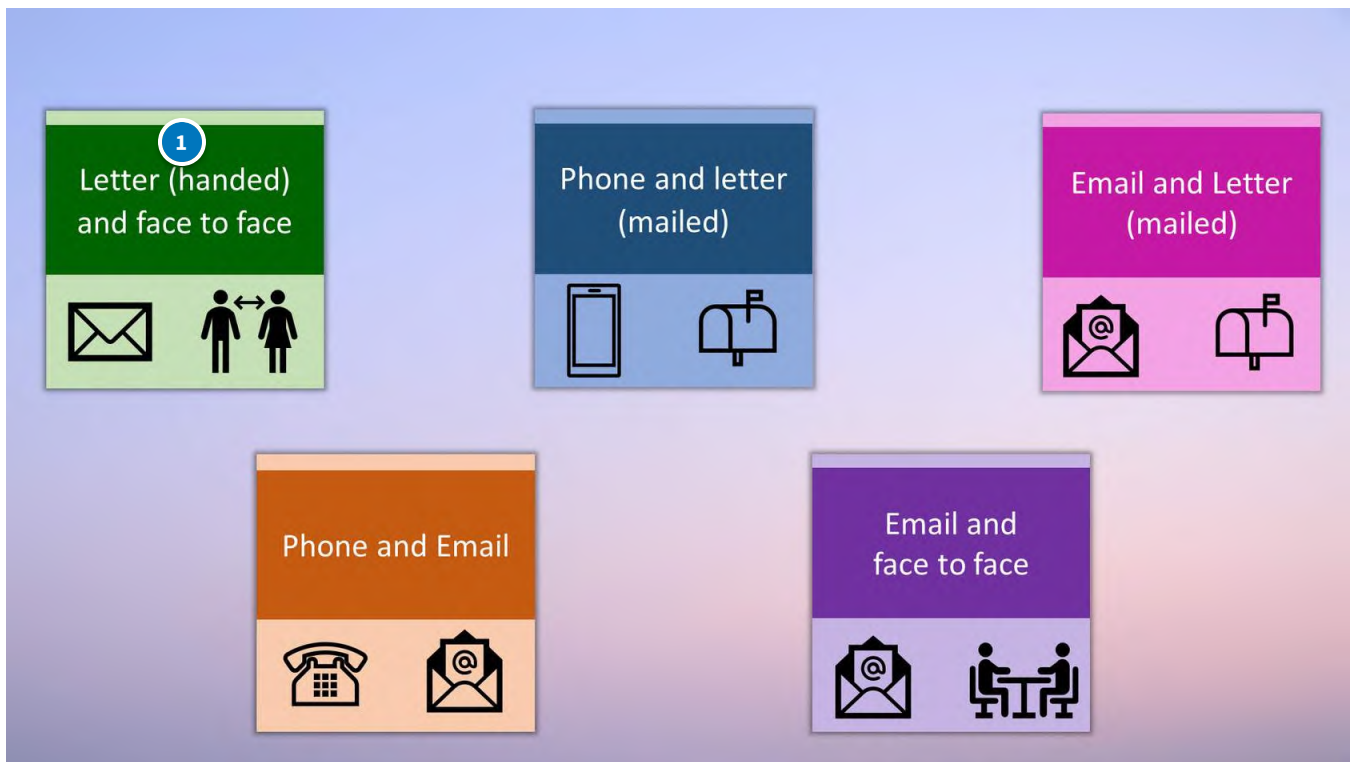 1
Letter (handed)
and face to face
Phone and letter
(mailed)
Email and Letter
(mailed)
@
Phone and Email
@
Email and
face to face
@